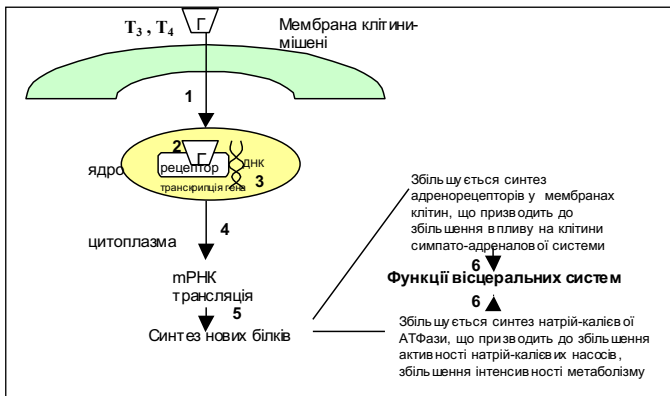 Т3 , Т4
Г
Мембрана клітини-
мішені
1
2
Г
рецептор
ДНК
ядро
транскрипція гена
3
4
цитоплазма
mРНК
трансляція
5
Синтез нових білків
Збільшується синтез
адренорецепторів у мембранах
клітин, що призводить до
збільшення впливу на клітини
симпато-адреналової системи
6
Функції вісцеральних систем
6
Збільшується синтез натрій-калієвої
АТФази, що призводить до збільшення
активності натрій-калієвих насосів,
збільшення інтенсивності метаболізму